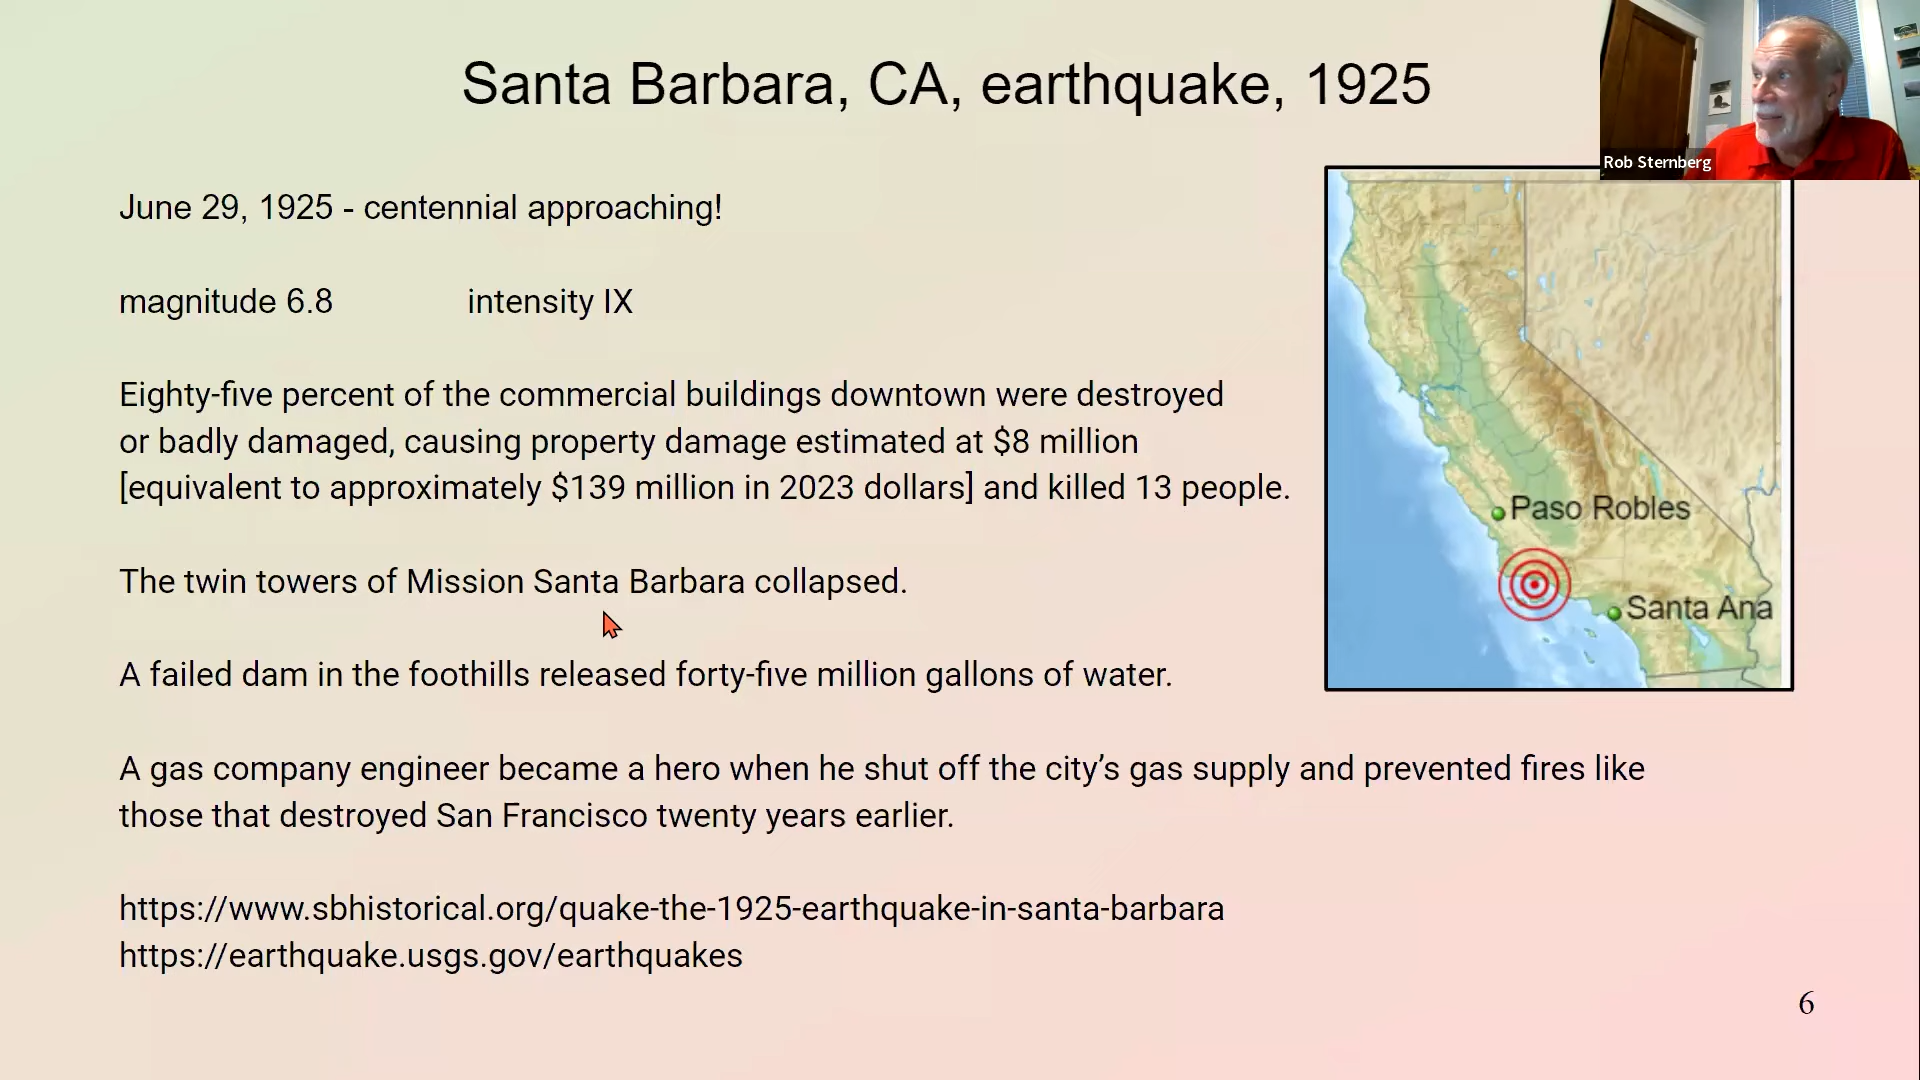 Santa Barbara, CA, earthquake, 1925
Rob Sternberg
June 29, 1925 - centennial approaching!
magnitude 6.8 intensity IX
Eighty-five percent of the commercial buildings downtown were destroyed
or badly damaged, causing property damage estimated at $8 million
[equivalent to approximately $139 million in 2023 dollars] and killed 13 people.
Paso Robles
Santa Ana
The twin towers of Mission Santa Barbara collapsed.
A failed dam in the foothills released forty-five million gallons of water.
A gas company engineer became a hero when he shut off the city’s gas supply and prevented fires like
those that destroyed San Francisco twenty years earlier.
https://www.sbhistorical.org/quake-the-1925-earthquake-in-santa-barbara
https://earthquake.usgs.gov/earthquakes
6